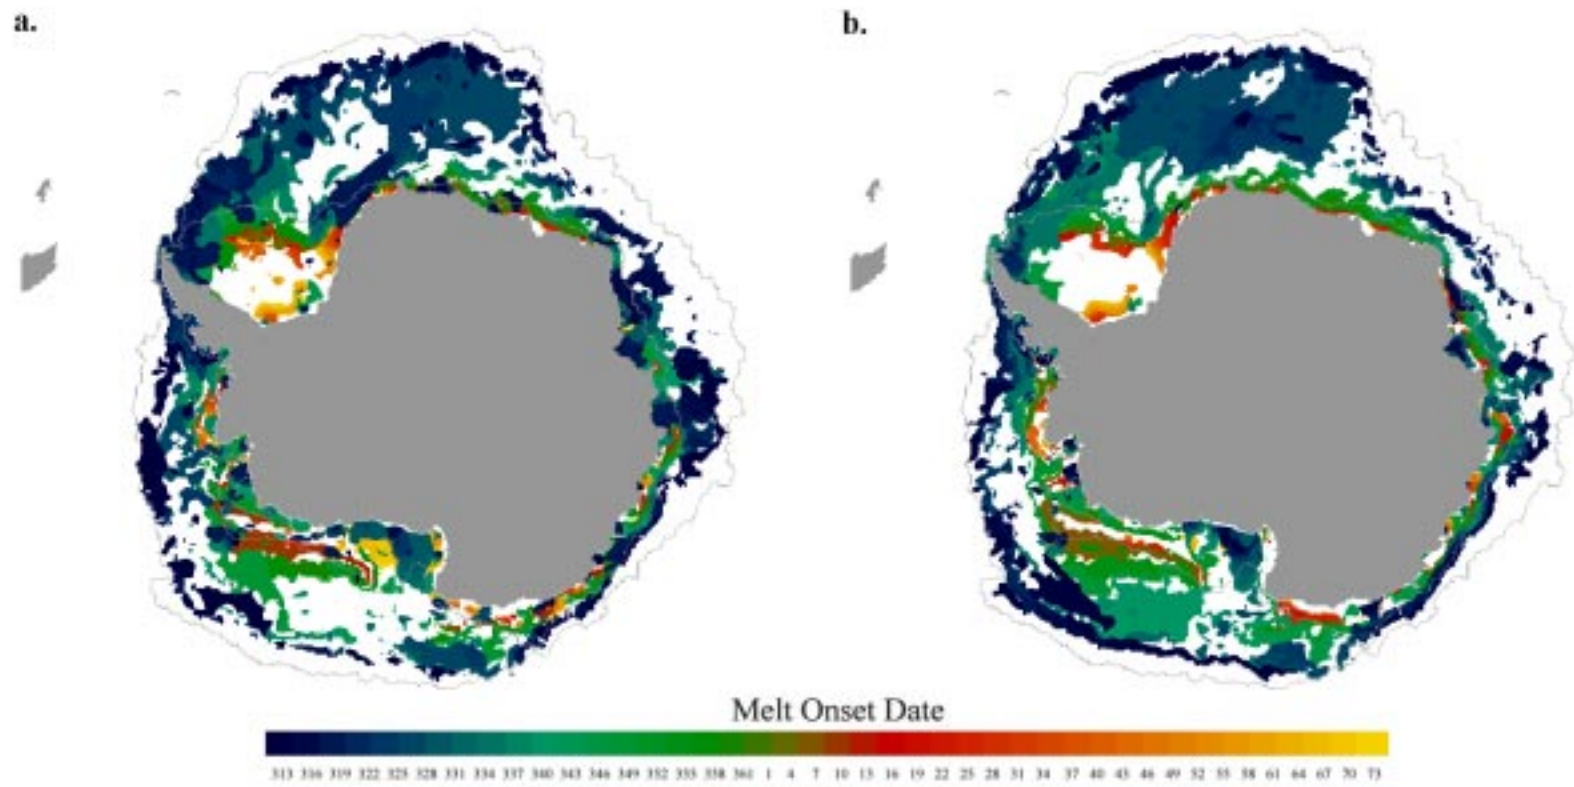 a.
b.
Melt Onset Date
313 316 319 322 325 328 331 334 337 340 343 346 349 352 355 358 361 1 4 7 10 13 16 19 22 25 28 31 34 37 40 43 46 49 52 55 58 61 64 67 70 73